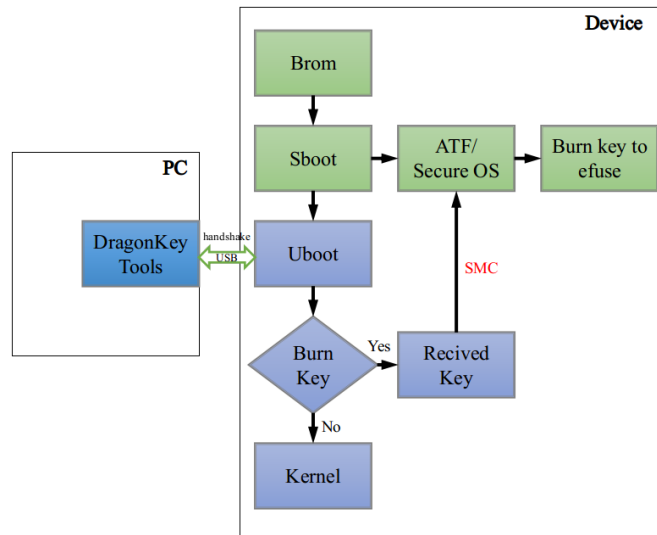 Device
Brom
Sboot
ATF/
Secure OS
Burn key to
efuse
PC
DragonKey
Tools
handshake
USB
Uboot
SMC
Burn
Key
Yes
Recived
Key
No
Kernel